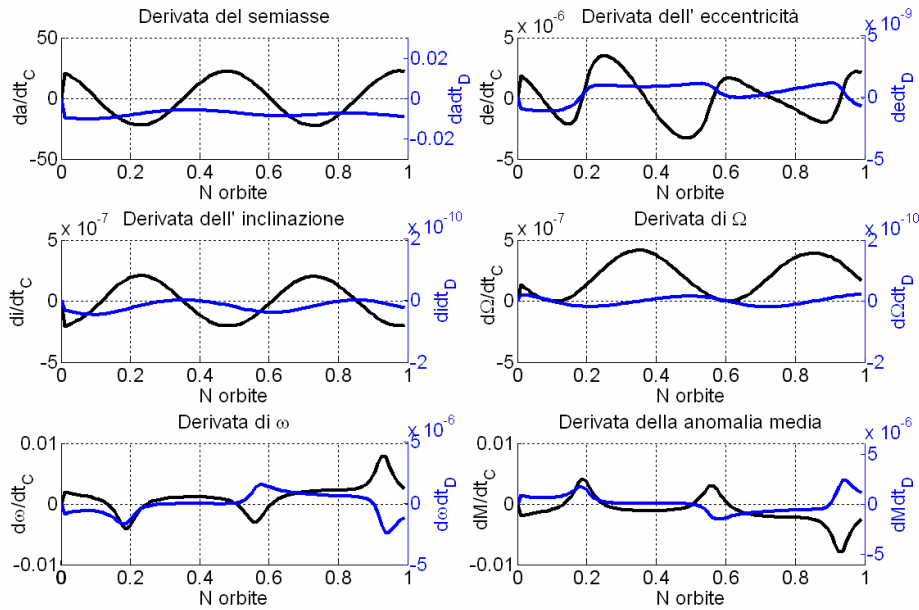 Derivata del semiasse
50
0
-50
da/dt_C
0.02
0
-0.02
dadt_D
0 0.2 0.4 0.6 0.8 1
N orbite
Derivata dell' eccentricità
x 10^-6
5
0
-5
de/dt_C
x 10^-9
5
0
-5
dedt_D
0 0.2 0.4 0.6 0.8 1
N orbite
Derivata dell' inclinazione
x 10^-7
5
0
-5
di/dt_C
x 10^-10
2
0
-2
didt_D
0 0.2 0.4 0.6 0.8 1
N orbite
Derivata di Ω
x 10^-7
5
0
-5
dΩ/dt_C
x 10^-10
2
0
-2
dΩdt_D
0 0.2 0.4 0.6 0.8 1
N orbite
Derivata di ω
0.01
0
-0.01
dω/dt_C
x 10^-6
5
0
-5
dωdt_D
0 0.2 0.4 0.6 0.8 1
N orbite
Derivata della anomalia media
0.01
0
-0.01
dM/dt_C
x 10^-6
5
0
-5
dMdt_D
0 0.2 0.4 0.6 0.8 1
N orbite